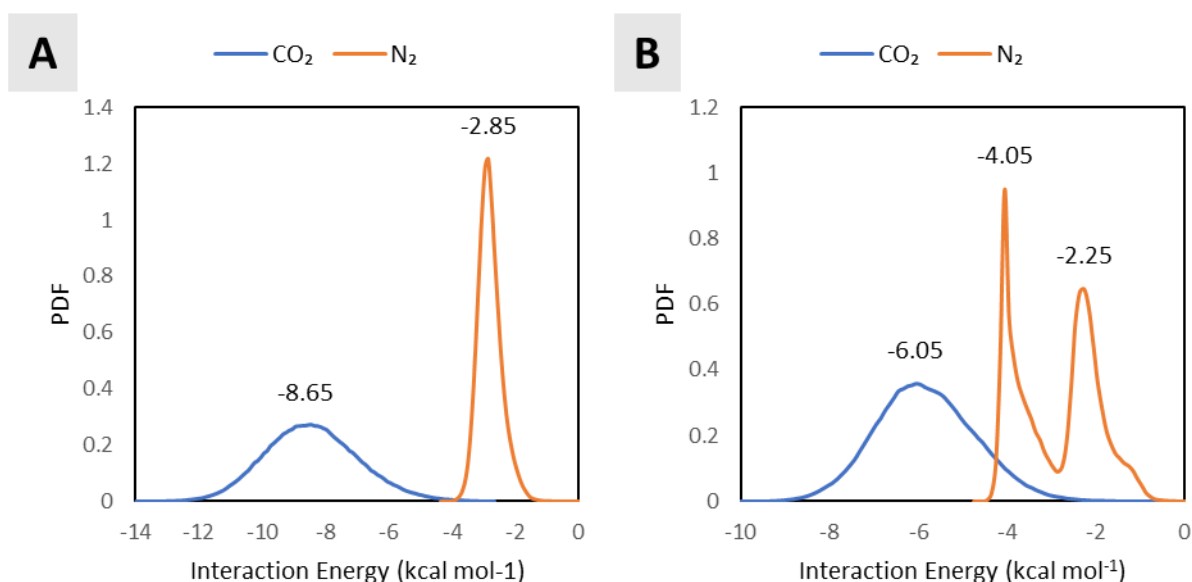 A
CO₂ N₂
PDF
1.4
1.2
1
0.8
0.6
0.4
0.2
0
-2.85
-8.65
-14 -12 -10 -8 -6 -4 -2 0
Interaction Energy (kcal mol-1)
B
CO₂ N₂
PDF
1.2
1
0.8
0.6
0.4
0.2
0
-4.05
-2.25
-6.05
-10 -8 -6 -4 -2 0
Interaction Energy (kcal mol⁻¹)